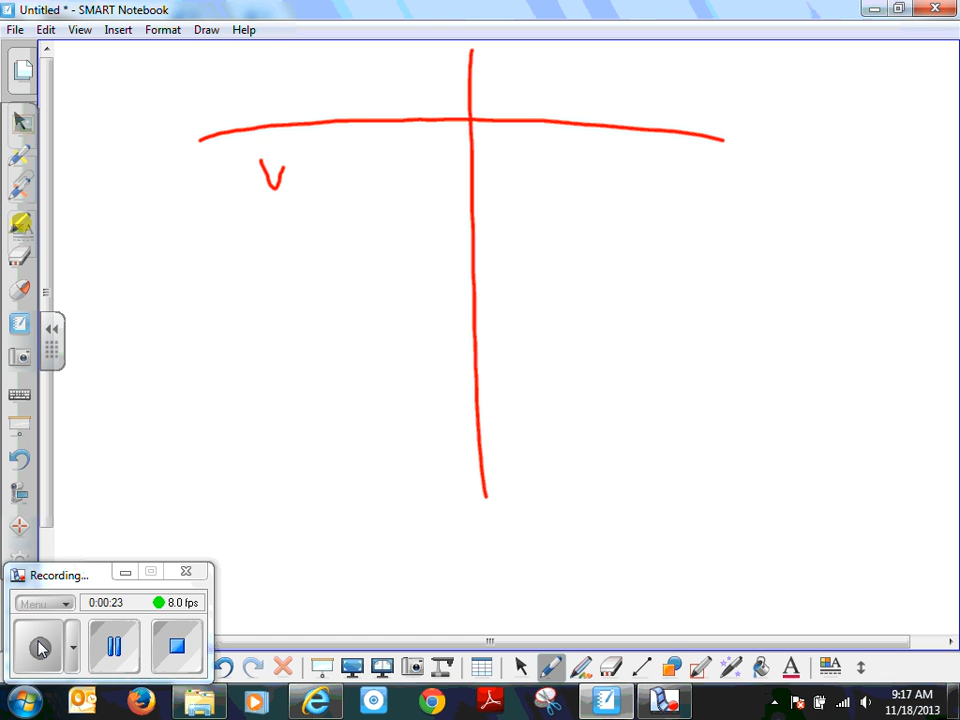 Untitled * - SMART Notebook
File Edit View Insert Format Draw Help
V
Recording...
Menu 0:00:23 8.0 fps
A
9:17 AM
11/18/2013